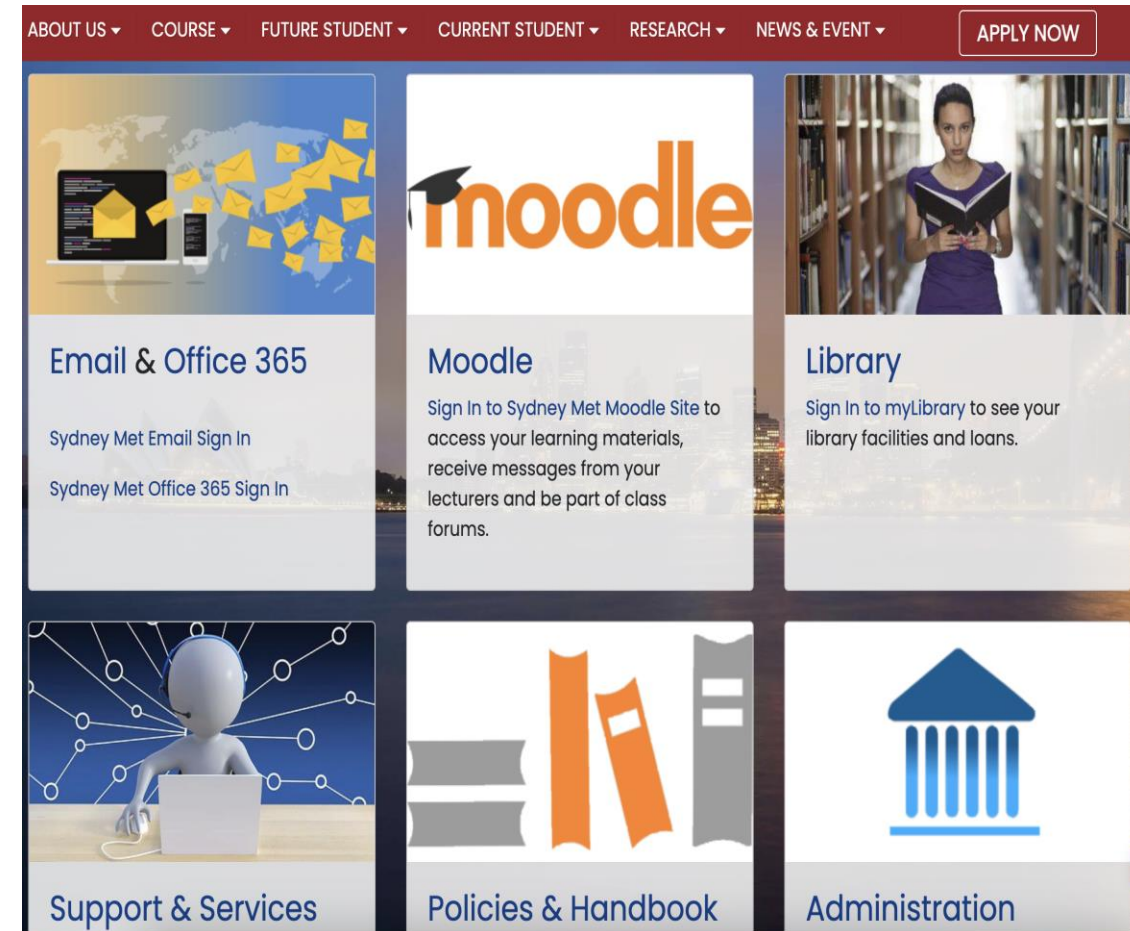 ABOUT US COURSE FUTURE STUDENT CURRENT STUDENT RESEARCH NEWS & EVENT APPLY NOW
moodle
Email & Office 365
Sydney Met Email Sign In
Sydney Met Office 365 Sign In
Moodle
Sign In to Sydney Met Moodle Site to
access your learning materials,
receive messages from your
lecturers and be part of class
forums.
Library
Sign In to myLibrary to see your
library facilities and loans.
Support & Services
Policies & Handbook
Administration